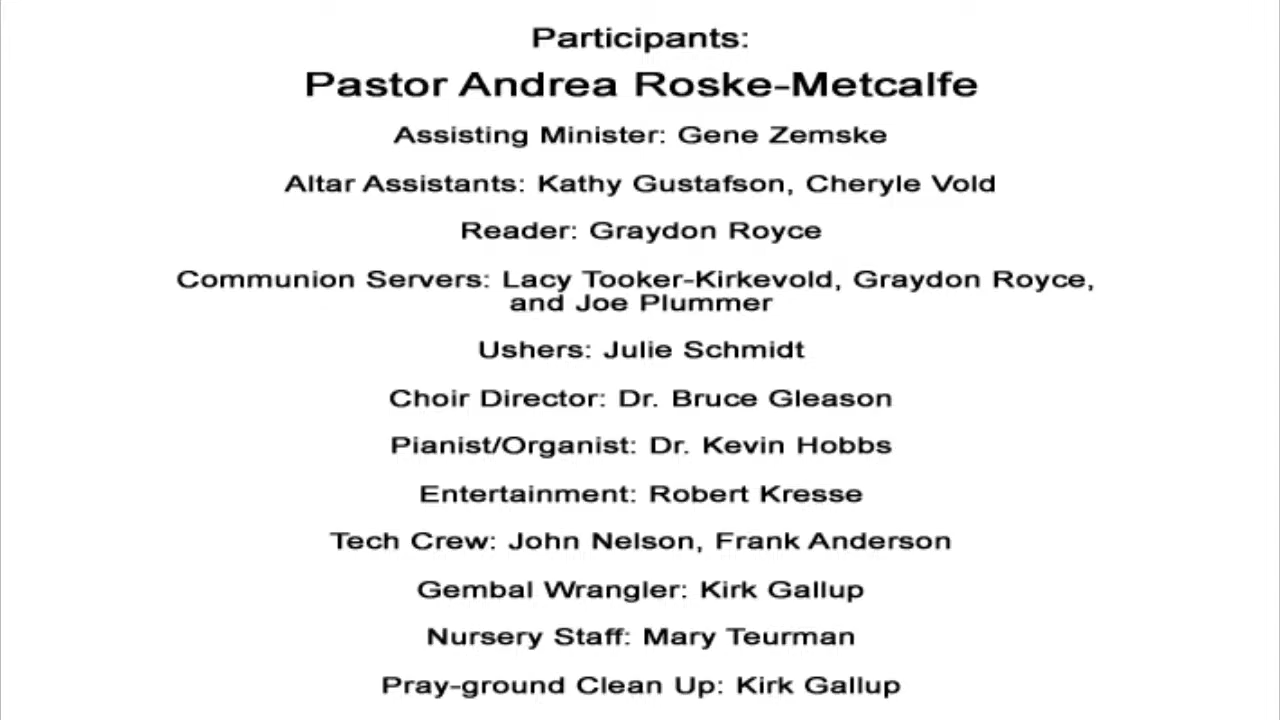 Participants:
Pastor Andrea Roske-Metcalfe
Assisting Minister: Gene Zemske
Altar Assistants: Kathy Gustafson, Cheryle Vold
Reader: Graydon Royce
Communion Servers: Lacy Tooker-Kirkevold, Graydon Royce,
and Joe Plummer
Ushers: Julie Schmidt
Choir Director: Dr. Bruce Gleason
Pianist/Organist: Dr. Kevin Hobbs
Entertainment: Robert Kresse
Tech Crew: John Nelson, Frank Anderson
Gembal Wrangler: Kirk Gallup
Nursery Staff: Mary Teurman
Pray-ground Clean Up: Kirk Gallup